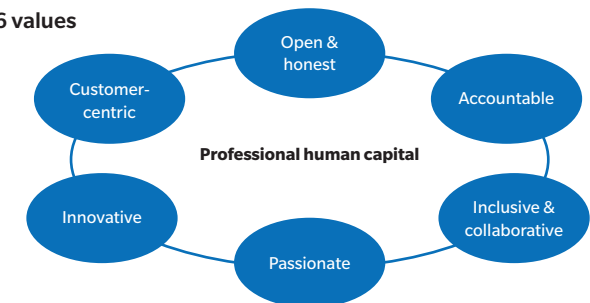 6 values
Open &
honest
Customer-
centric
Accountable
Professional human capital
Innovative
Inclusive &
collaborative
Passionate